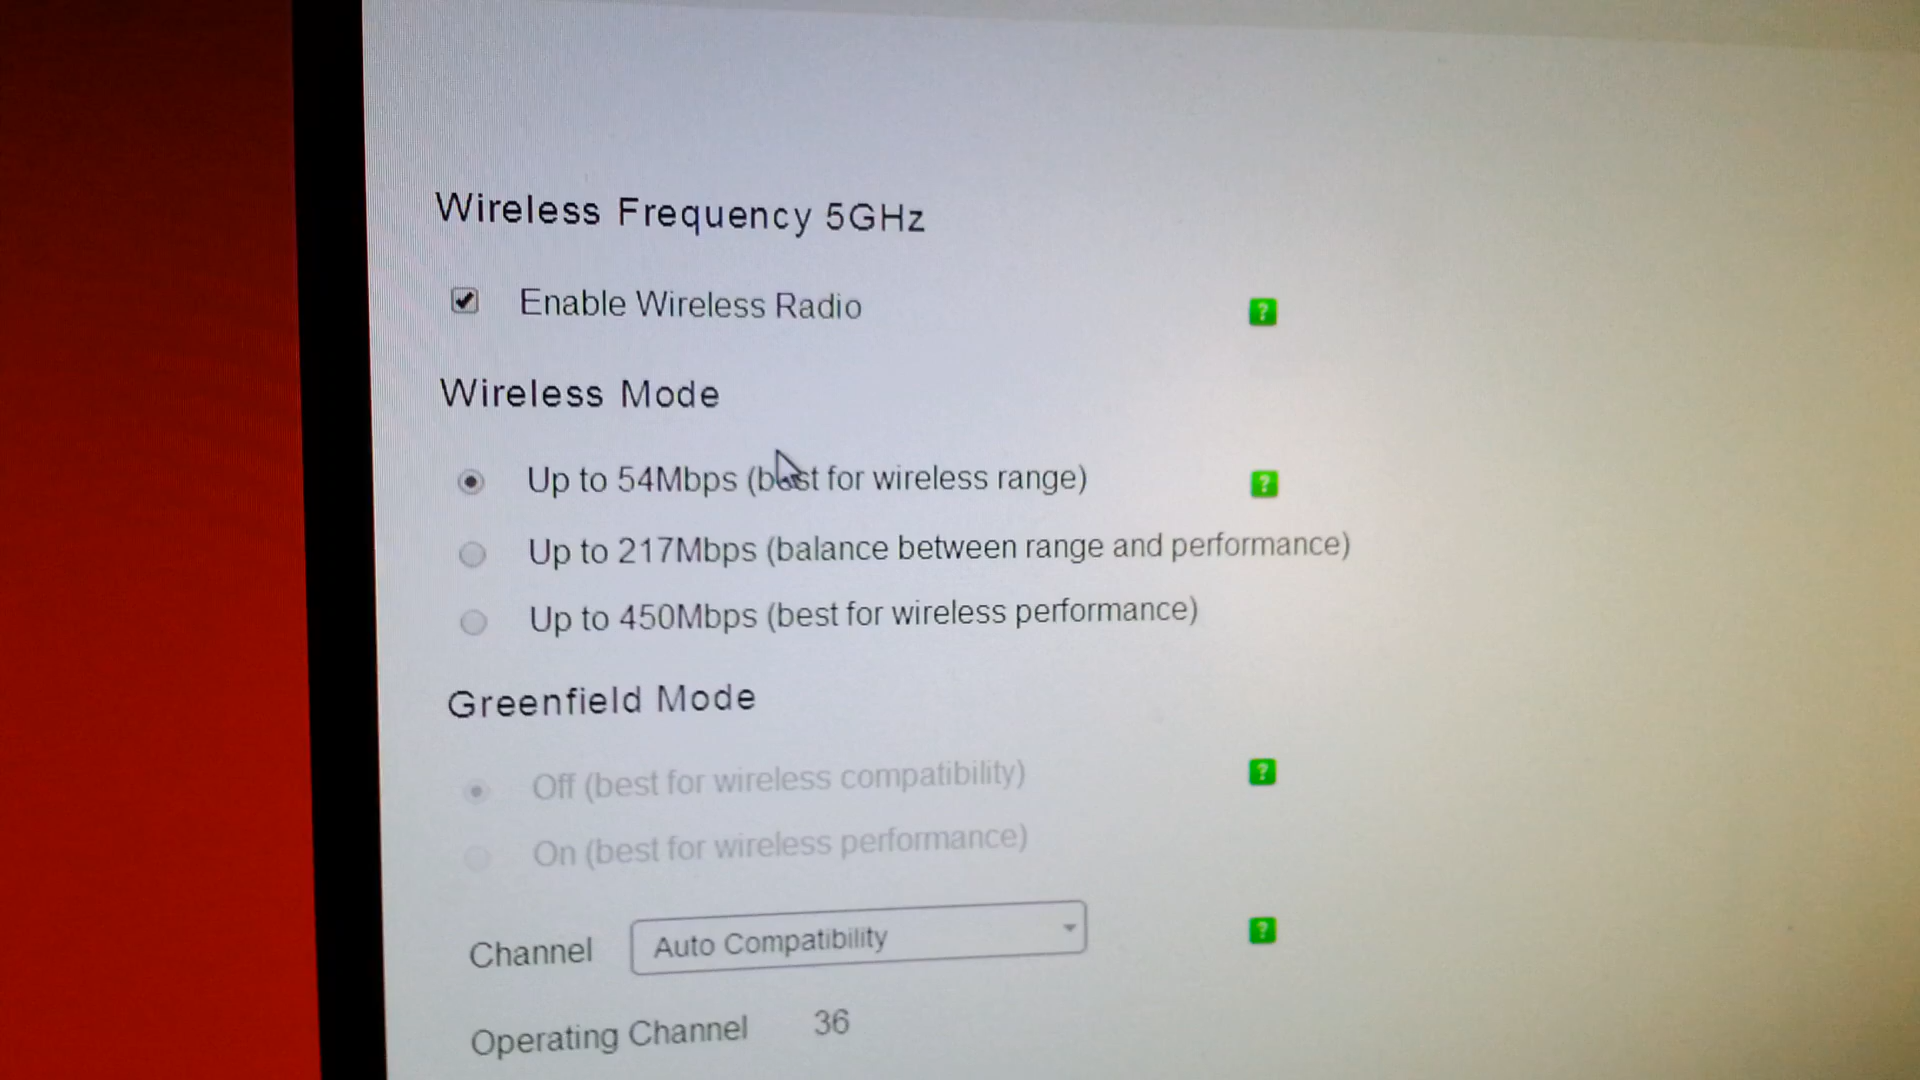 Wireless Frequency 5GHz
Enable Wireless Radio
?
Wireless Mode
Up to 54Mbps (best for wireless range)
?
Up to 217Mbps (balance between range and performance)
Up to 450Mbps (best for wireless performance)
Greenfield Mode
Off (best for wireless compatibility)
?
On (best for wireless performance)
Channel Auto Compatibility
?
Operating Channel 36